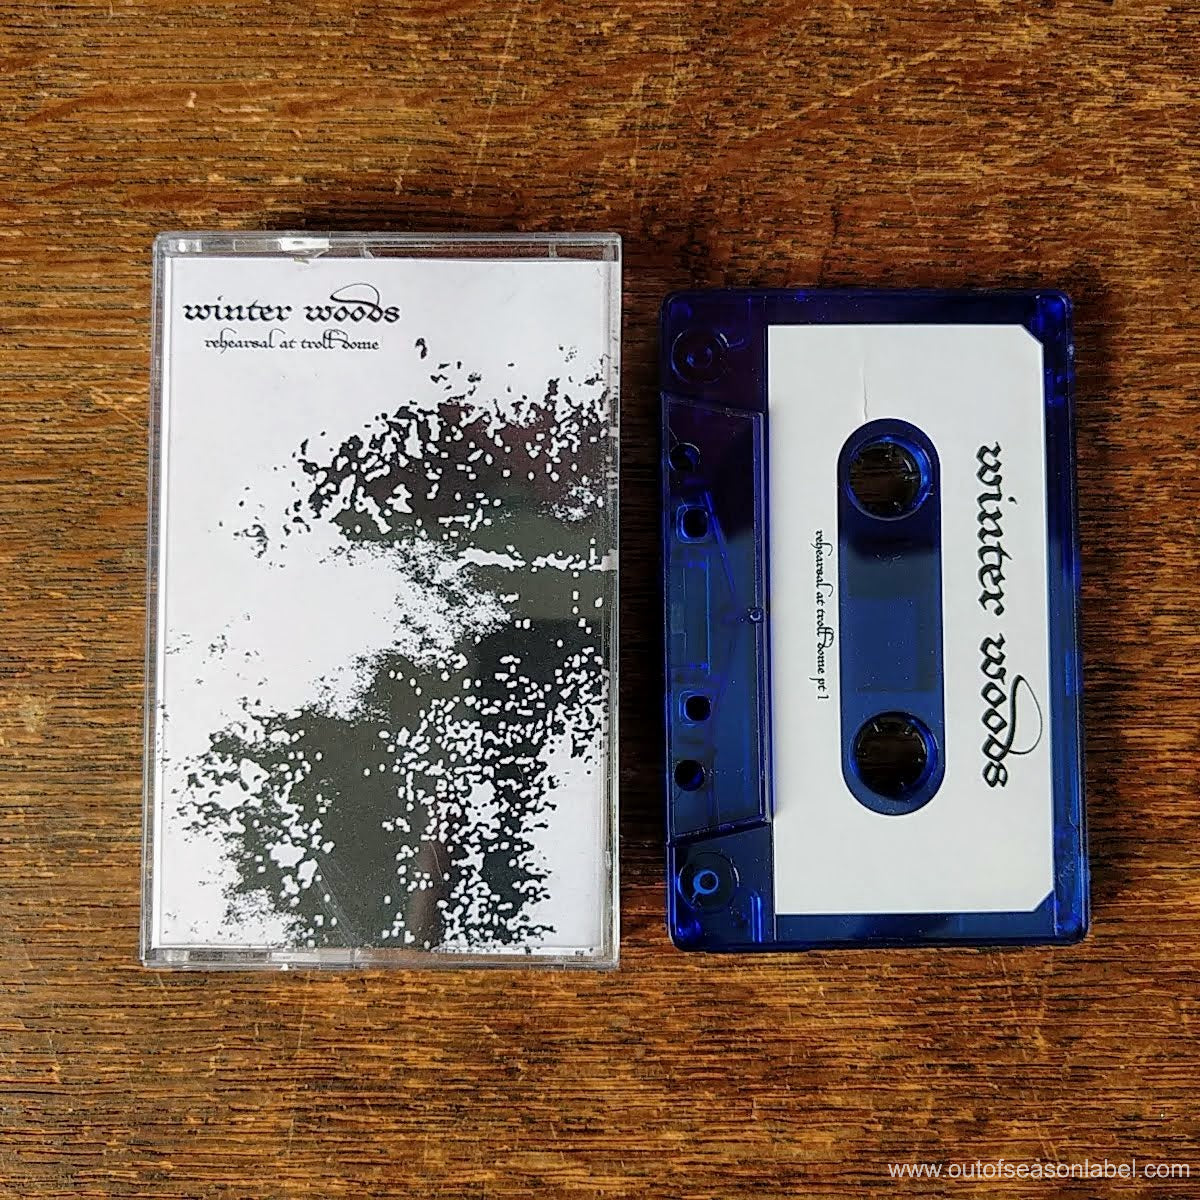 winter woods
rehearsal at troll dome
winter woods
rehearsal at troll dome pt 1
www.outofseasonlabel.com